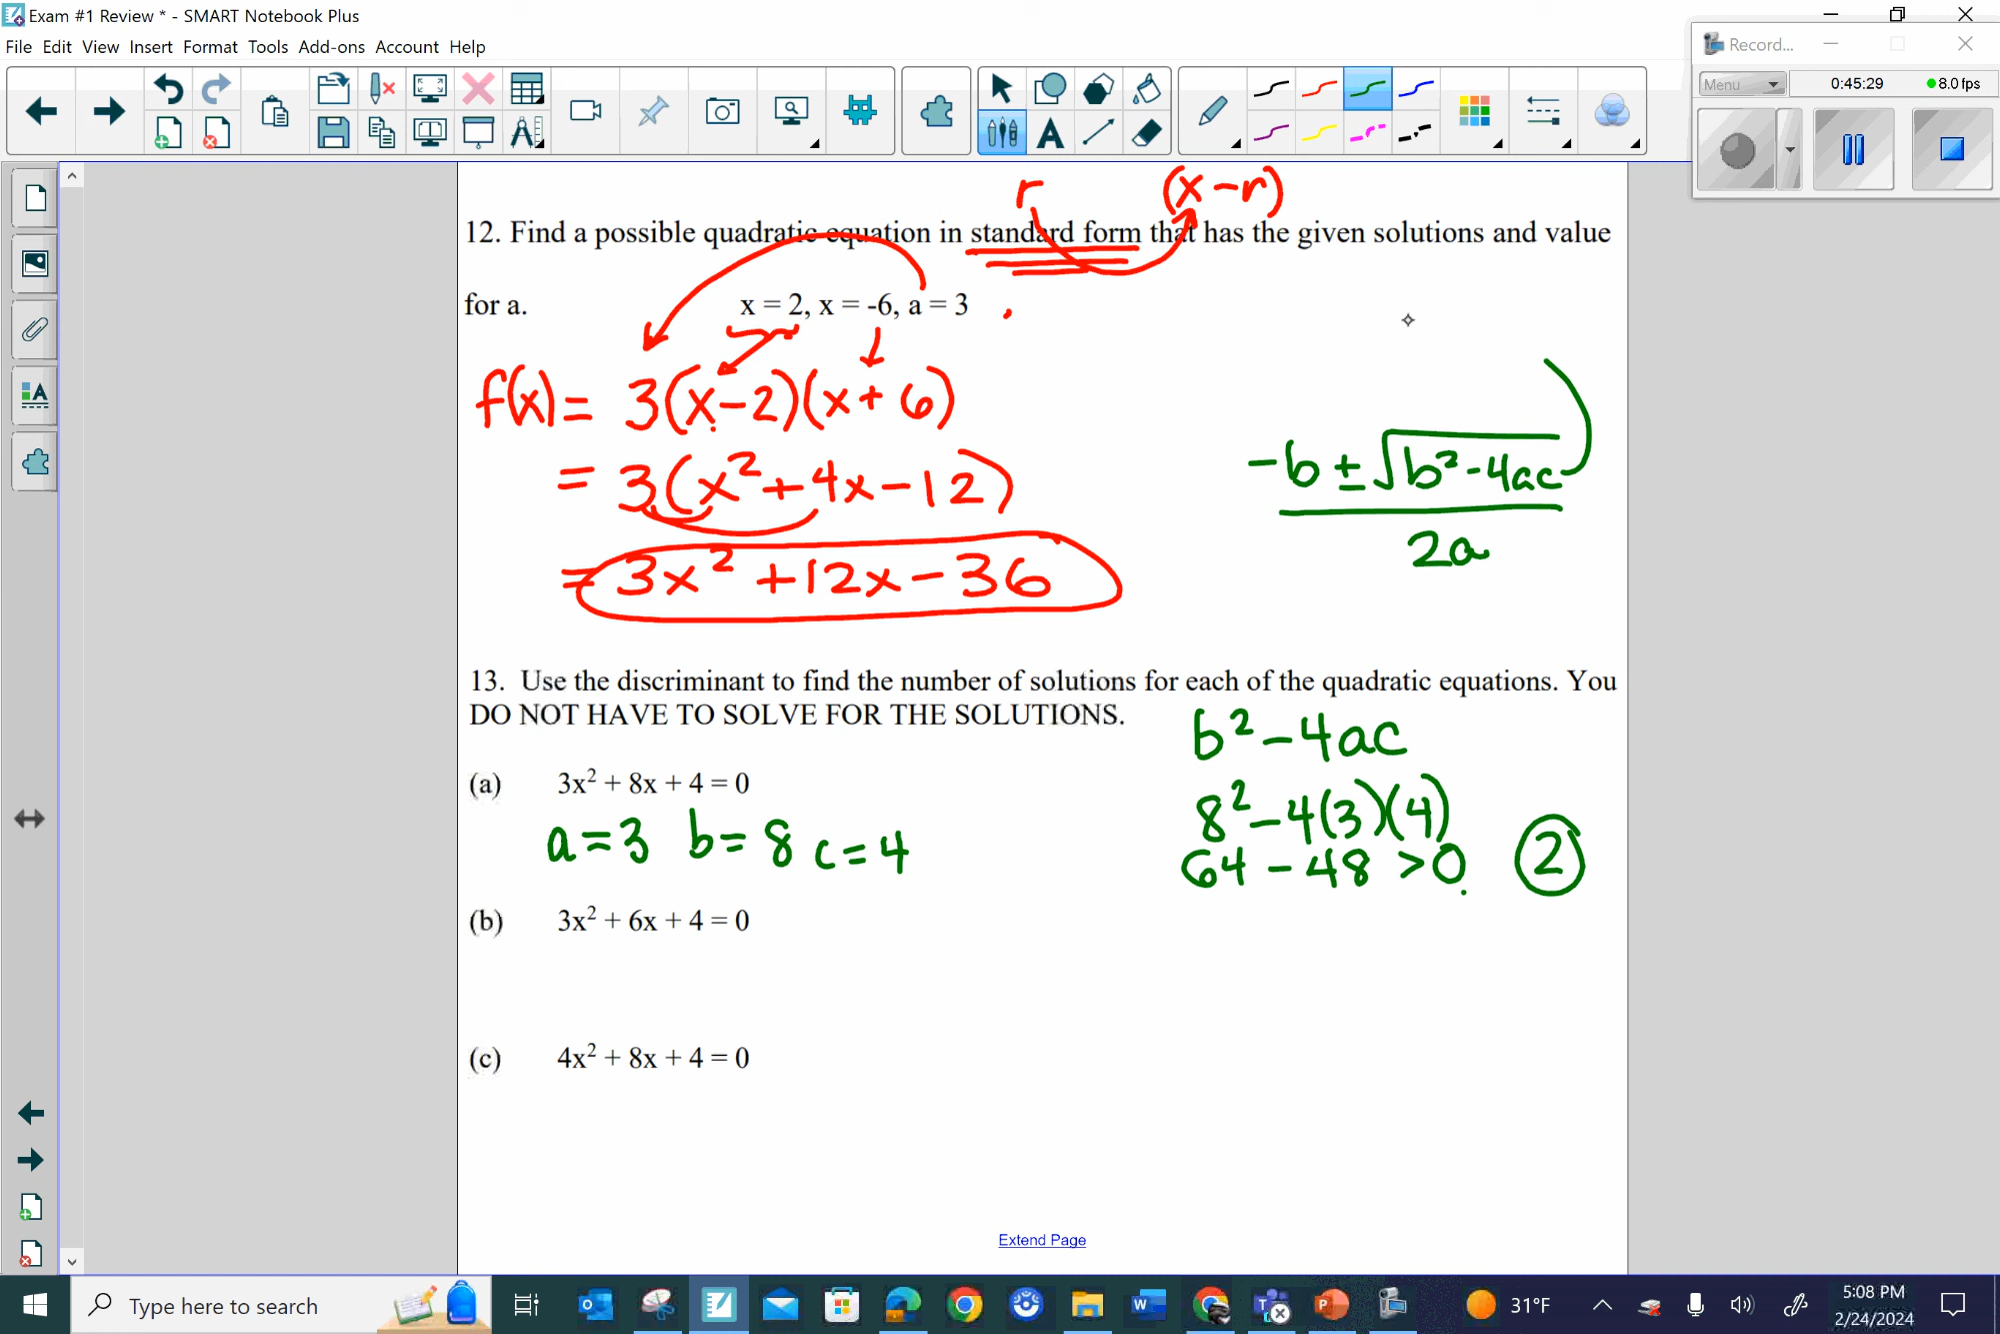 Exam #1 Review * - SMART Notebook Plus
File Edit View Insert Format Tools Add-ons Account Help
Record...
Menu 0:45:29 8.0 fps
r (x-r)
12. Find a possible quadratic equation in standard form that has the given solutions and value
for a. x = 2, x = -6, a = 3
f(x) = 3(x-2)(x+6)
= 3(x²+4x-12)
= 3x² +12x-36
-b ± √b²-4ac
2a
13. Use the discriminant to find the number of solutions for each of the quadratic equations. You
DO NOT HAVE TO SOLVE FOR THE SOLUTIONS.
b²-4ac
(a) 3x² + 8x + 4 = 0
8²-4(3)(4)
a=3 b=8 c=4
64-48 >0 2
(b) 3x² + 6x + 4 = 0
(c) 4x² + 8x + 4 = 0
Extend Page
Type here to search
31°F
5:08 PM
2/24/2024